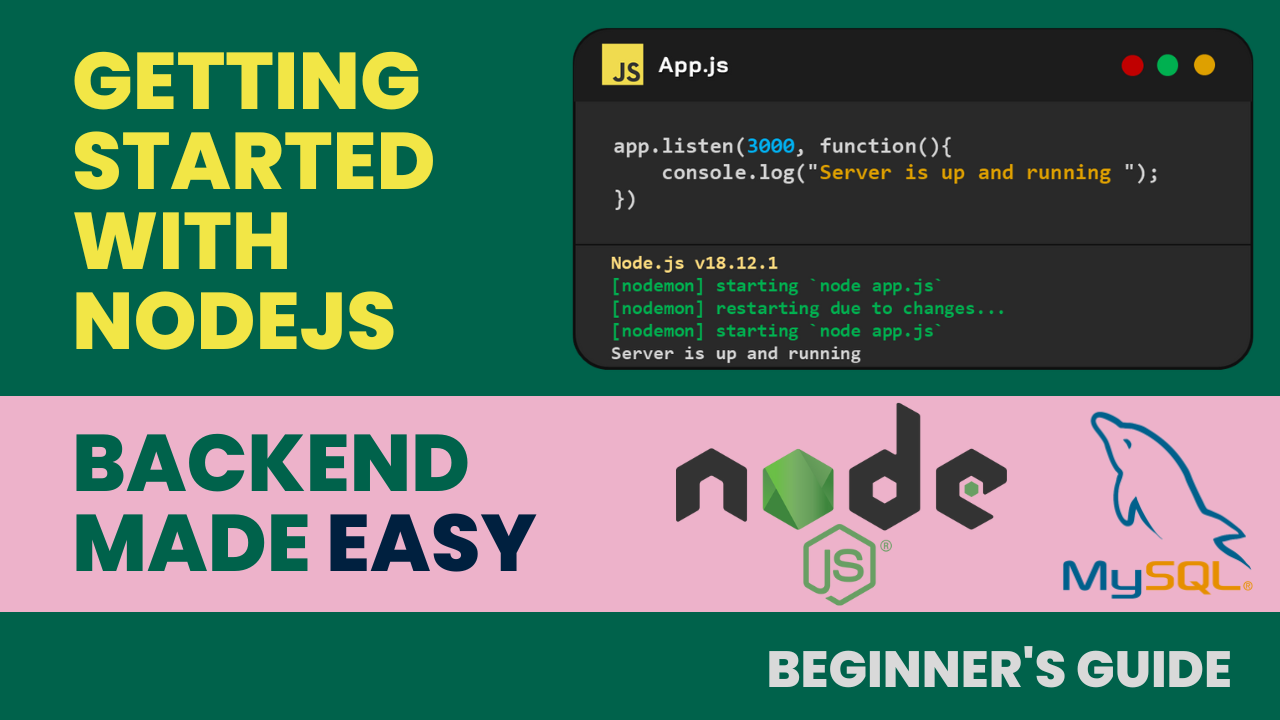 GETTING
STARTED
WITH
NODEJS
JS App.js
app.listen(3000, function(){
    console.log("Server is up and running ");
})
Node.js v18.12.1
[nodemon] starting `node app.js`
[nodemon] restarting due to changes...
[nodemon] starting `node app.js`
Server is up and running
BACKEND
MADE EASY
node
JS®
MySQL®
BEGINNER'S GUIDE